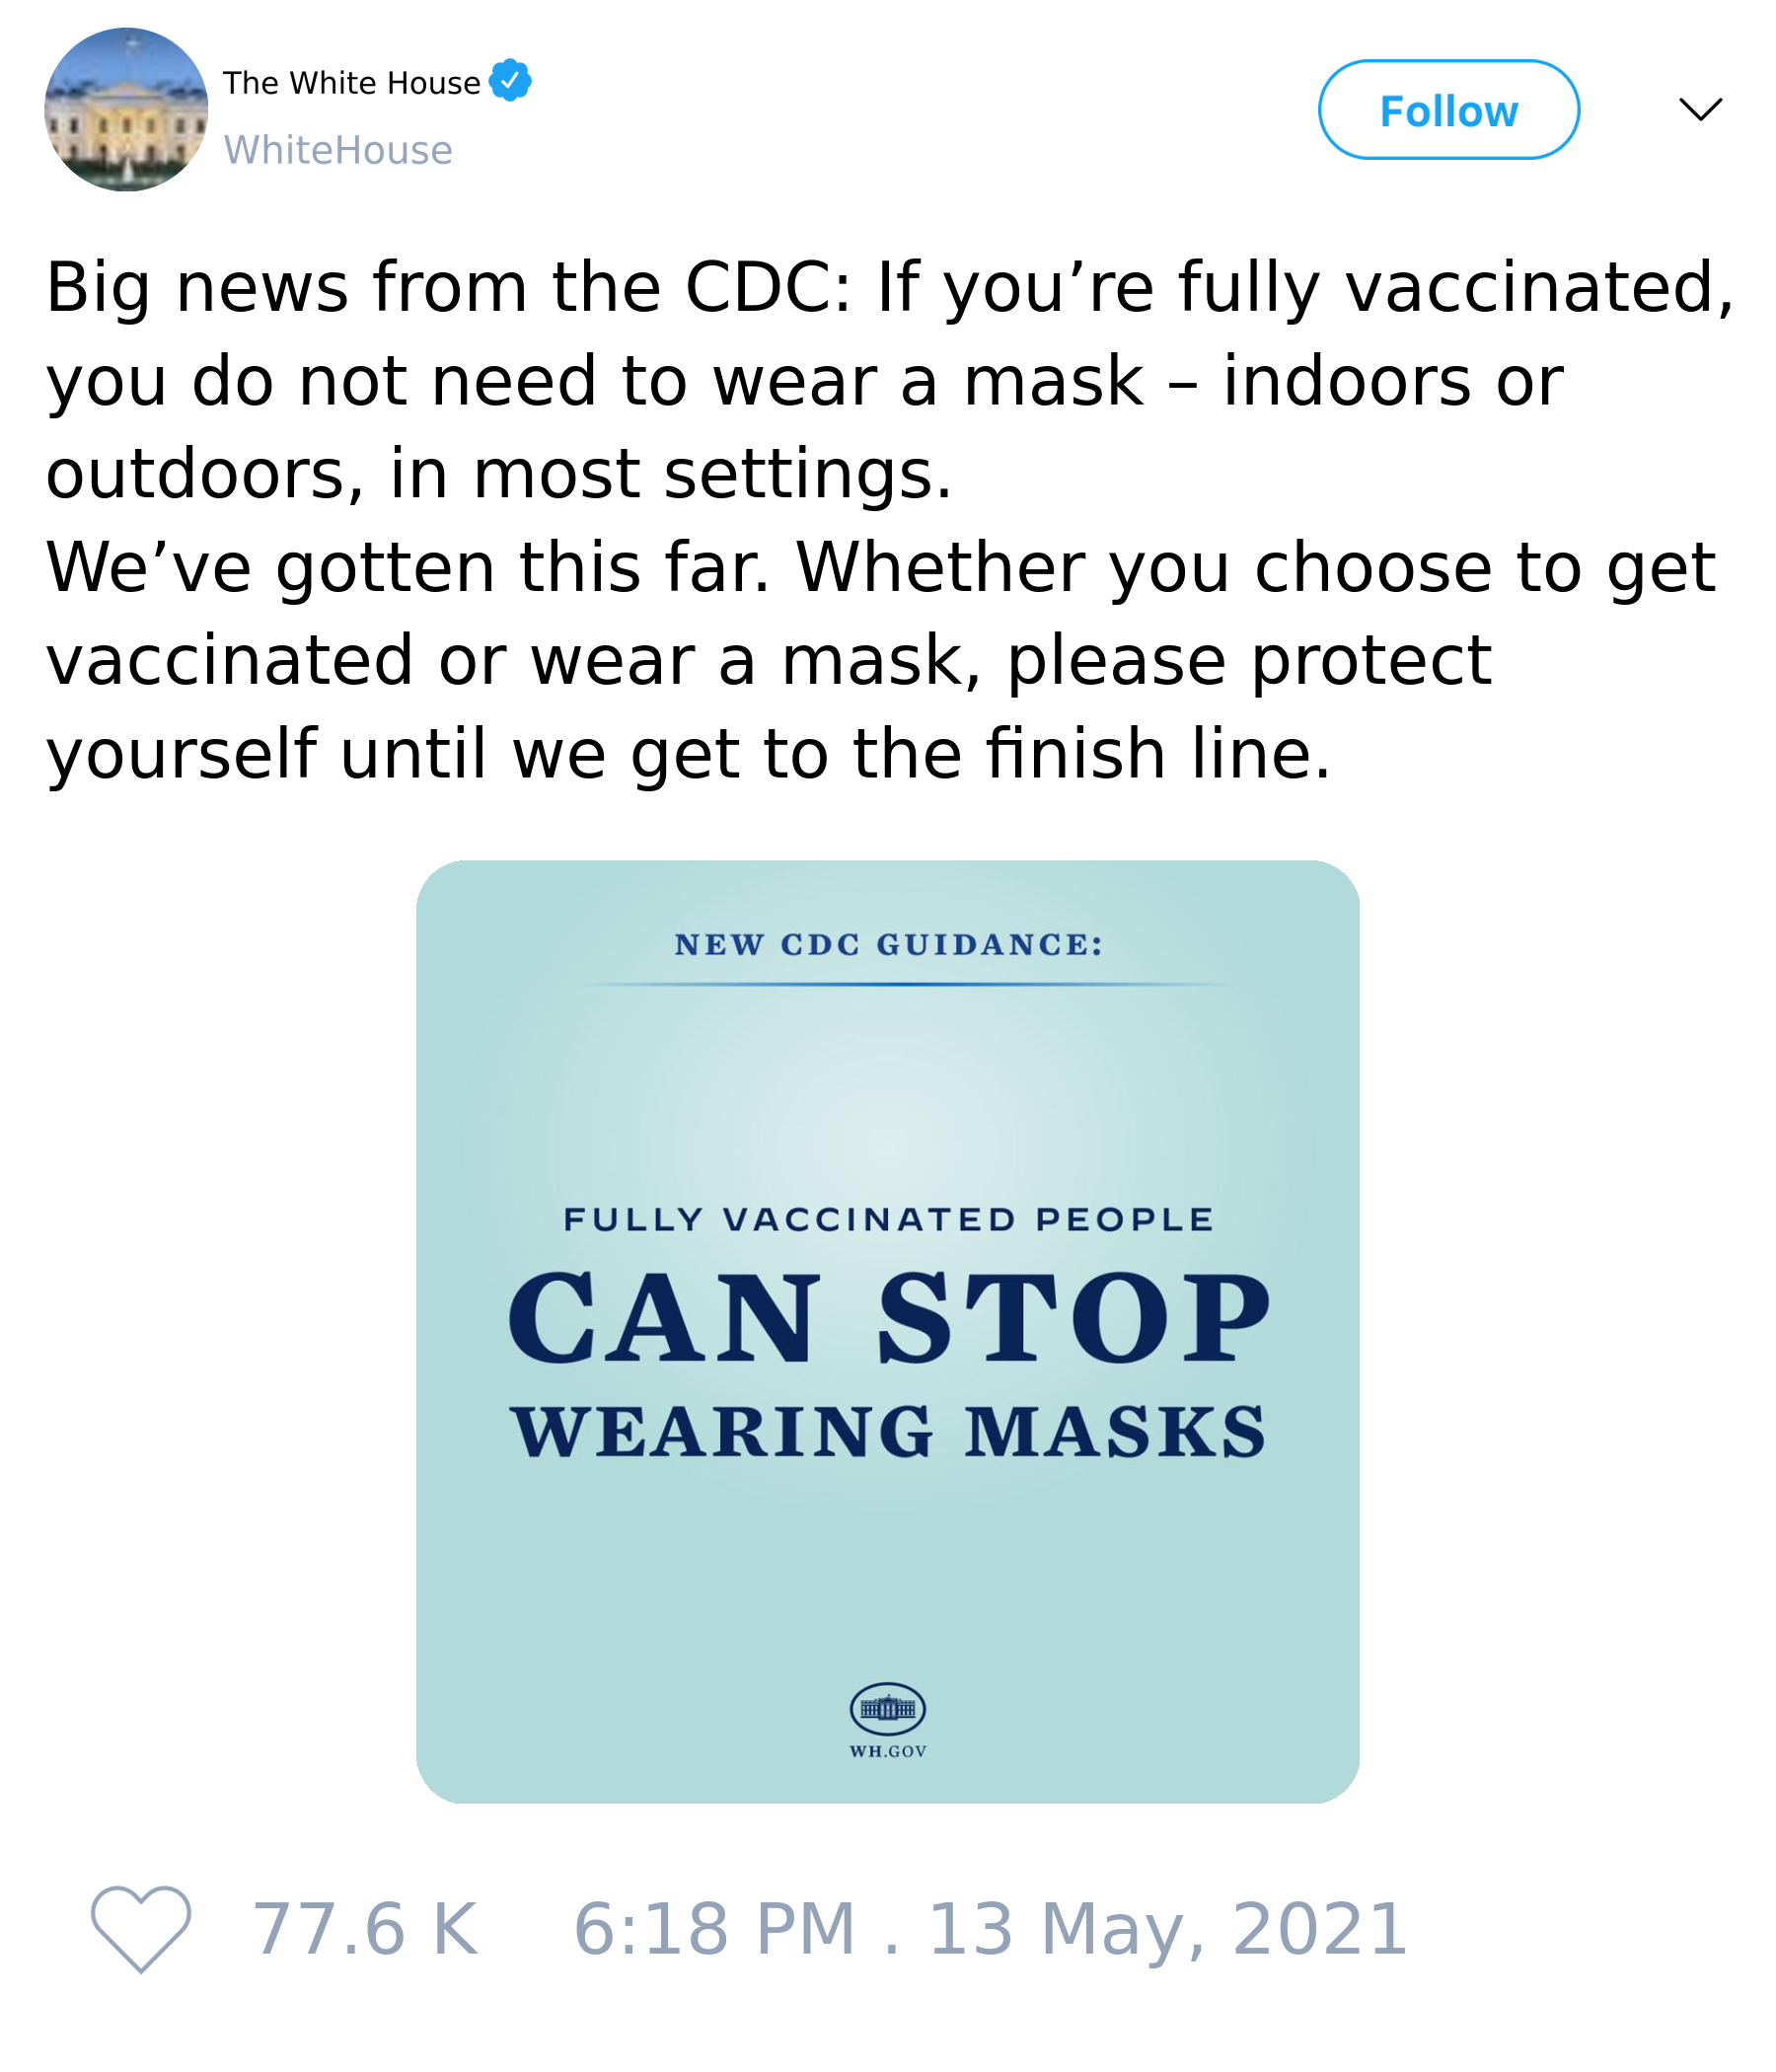 The White House
WhiteHouse
Follow
Big news from the CDC: If you’re fully vaccinated,
you do not need to wear a mask – indoors or
outdoors, in most settings.
We’ve gotten this far. Whether you choose to get
vaccinated or wear a mask, please protect
yourself until we get to the finish line.
NEW CDC GUIDANCE:
FULLY VACCINATED PEOPLE
CAN STOP
WEARING MASKS
WH.GOV
77.6 K 6:18 PM . 13 May, 2021